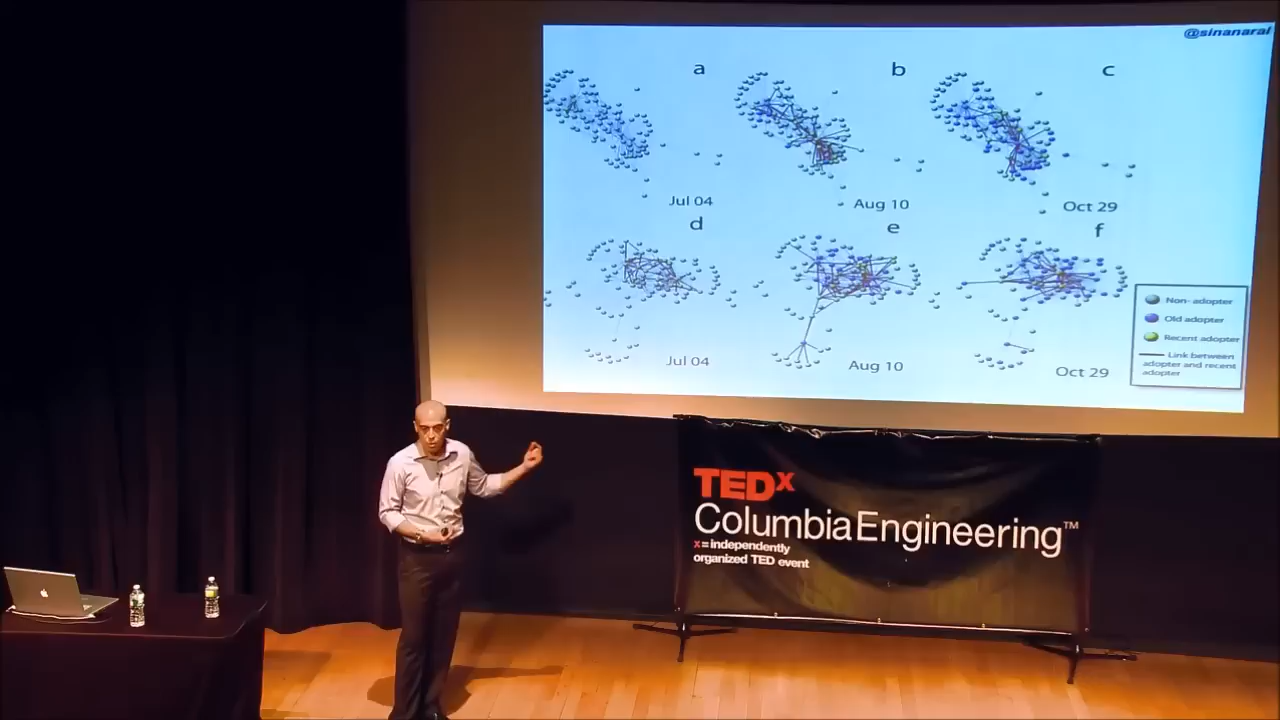 @sinanaral
a
b
c
Jul 04
Aug 10
Oct 29
d
e
f
Jul 04
Aug 10
Oct 29
Non- adopter
Old adopter
Recent adopter
Link between
adopter and recent
adopter
TEDx
ColumbiaEngineering™
x=independently
organized TED event